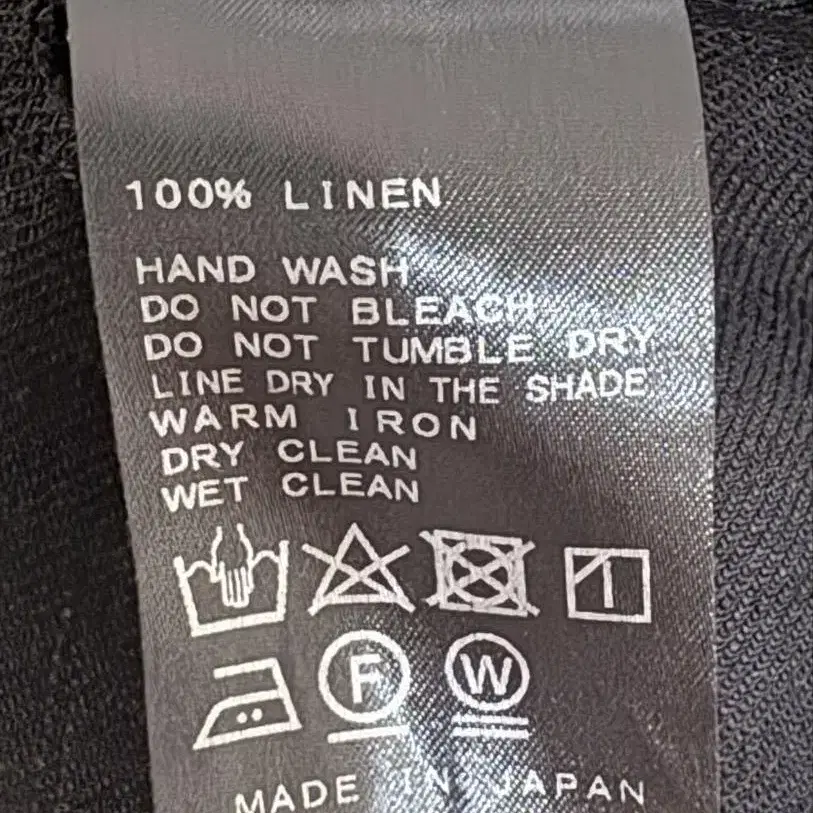 100% LINEN
HAND WASH
DO NOT BLEACH
DO NOT TUMBLE DRY
LINE DRY IN THE SHADE
WARM IRON
DRY CLEAN
WET CLEAN
F W
MADE IN JAPAN